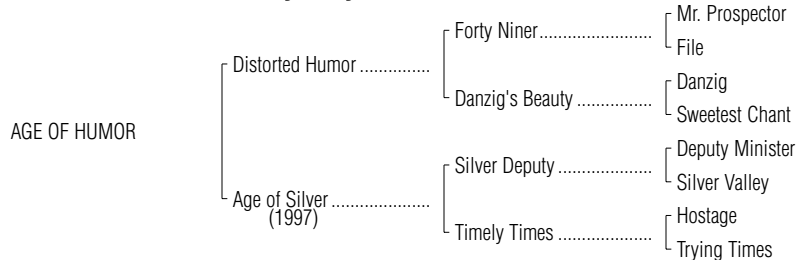 Mr. Prospector
Forty Niner........................
File
Distorted Humor ...............
Danzig
Danzig's Beauty ................
Sweetest Chant
AGE OF HUMOR
Deputy Minister
Silver Deputy ....................
Silver Valley
Age of Silver .....................
(1997)
Hostage
Timely Times ....................
Trying Times